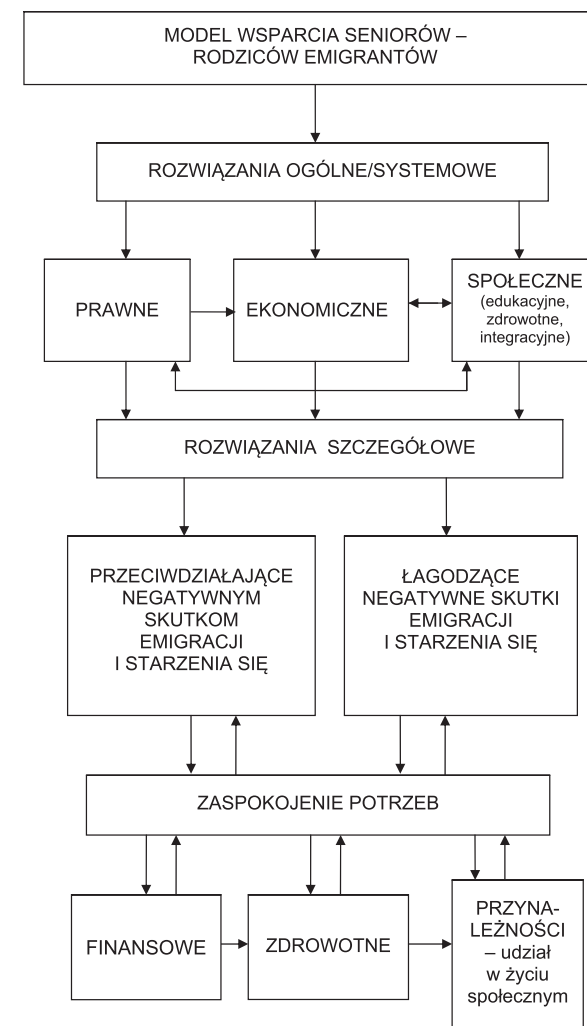 MODEL WSPARCIA SENIORÓW –
RODZICÓW EMIGRANTÓW
ROZWIĄZANIA OGÓLNE/SYSTEMOWE
PRAWNE
EKONOMICZNE
SPOŁECZNE
(edukacyjne,
zdrowotne,
integracyjne)
ROZWIĄZANIA SZCZEGÓŁOWE
PRZECIWDZIAŁAJĄCE
NEGATYWNYM
SKUTKOM
EMIGRACJI
I STARZENIA SIĘ
ŁAGODZĄCE
NEGATYWNE SKUTKI
EMIGRACJI
I STARZENIA SIĘ
ZASPOKOJENIE POTRZEB
FINANSOWE
ZDROWOTNE
PRZYNA-
LEŻNOŚCI
– udział
w życiu
społecznym